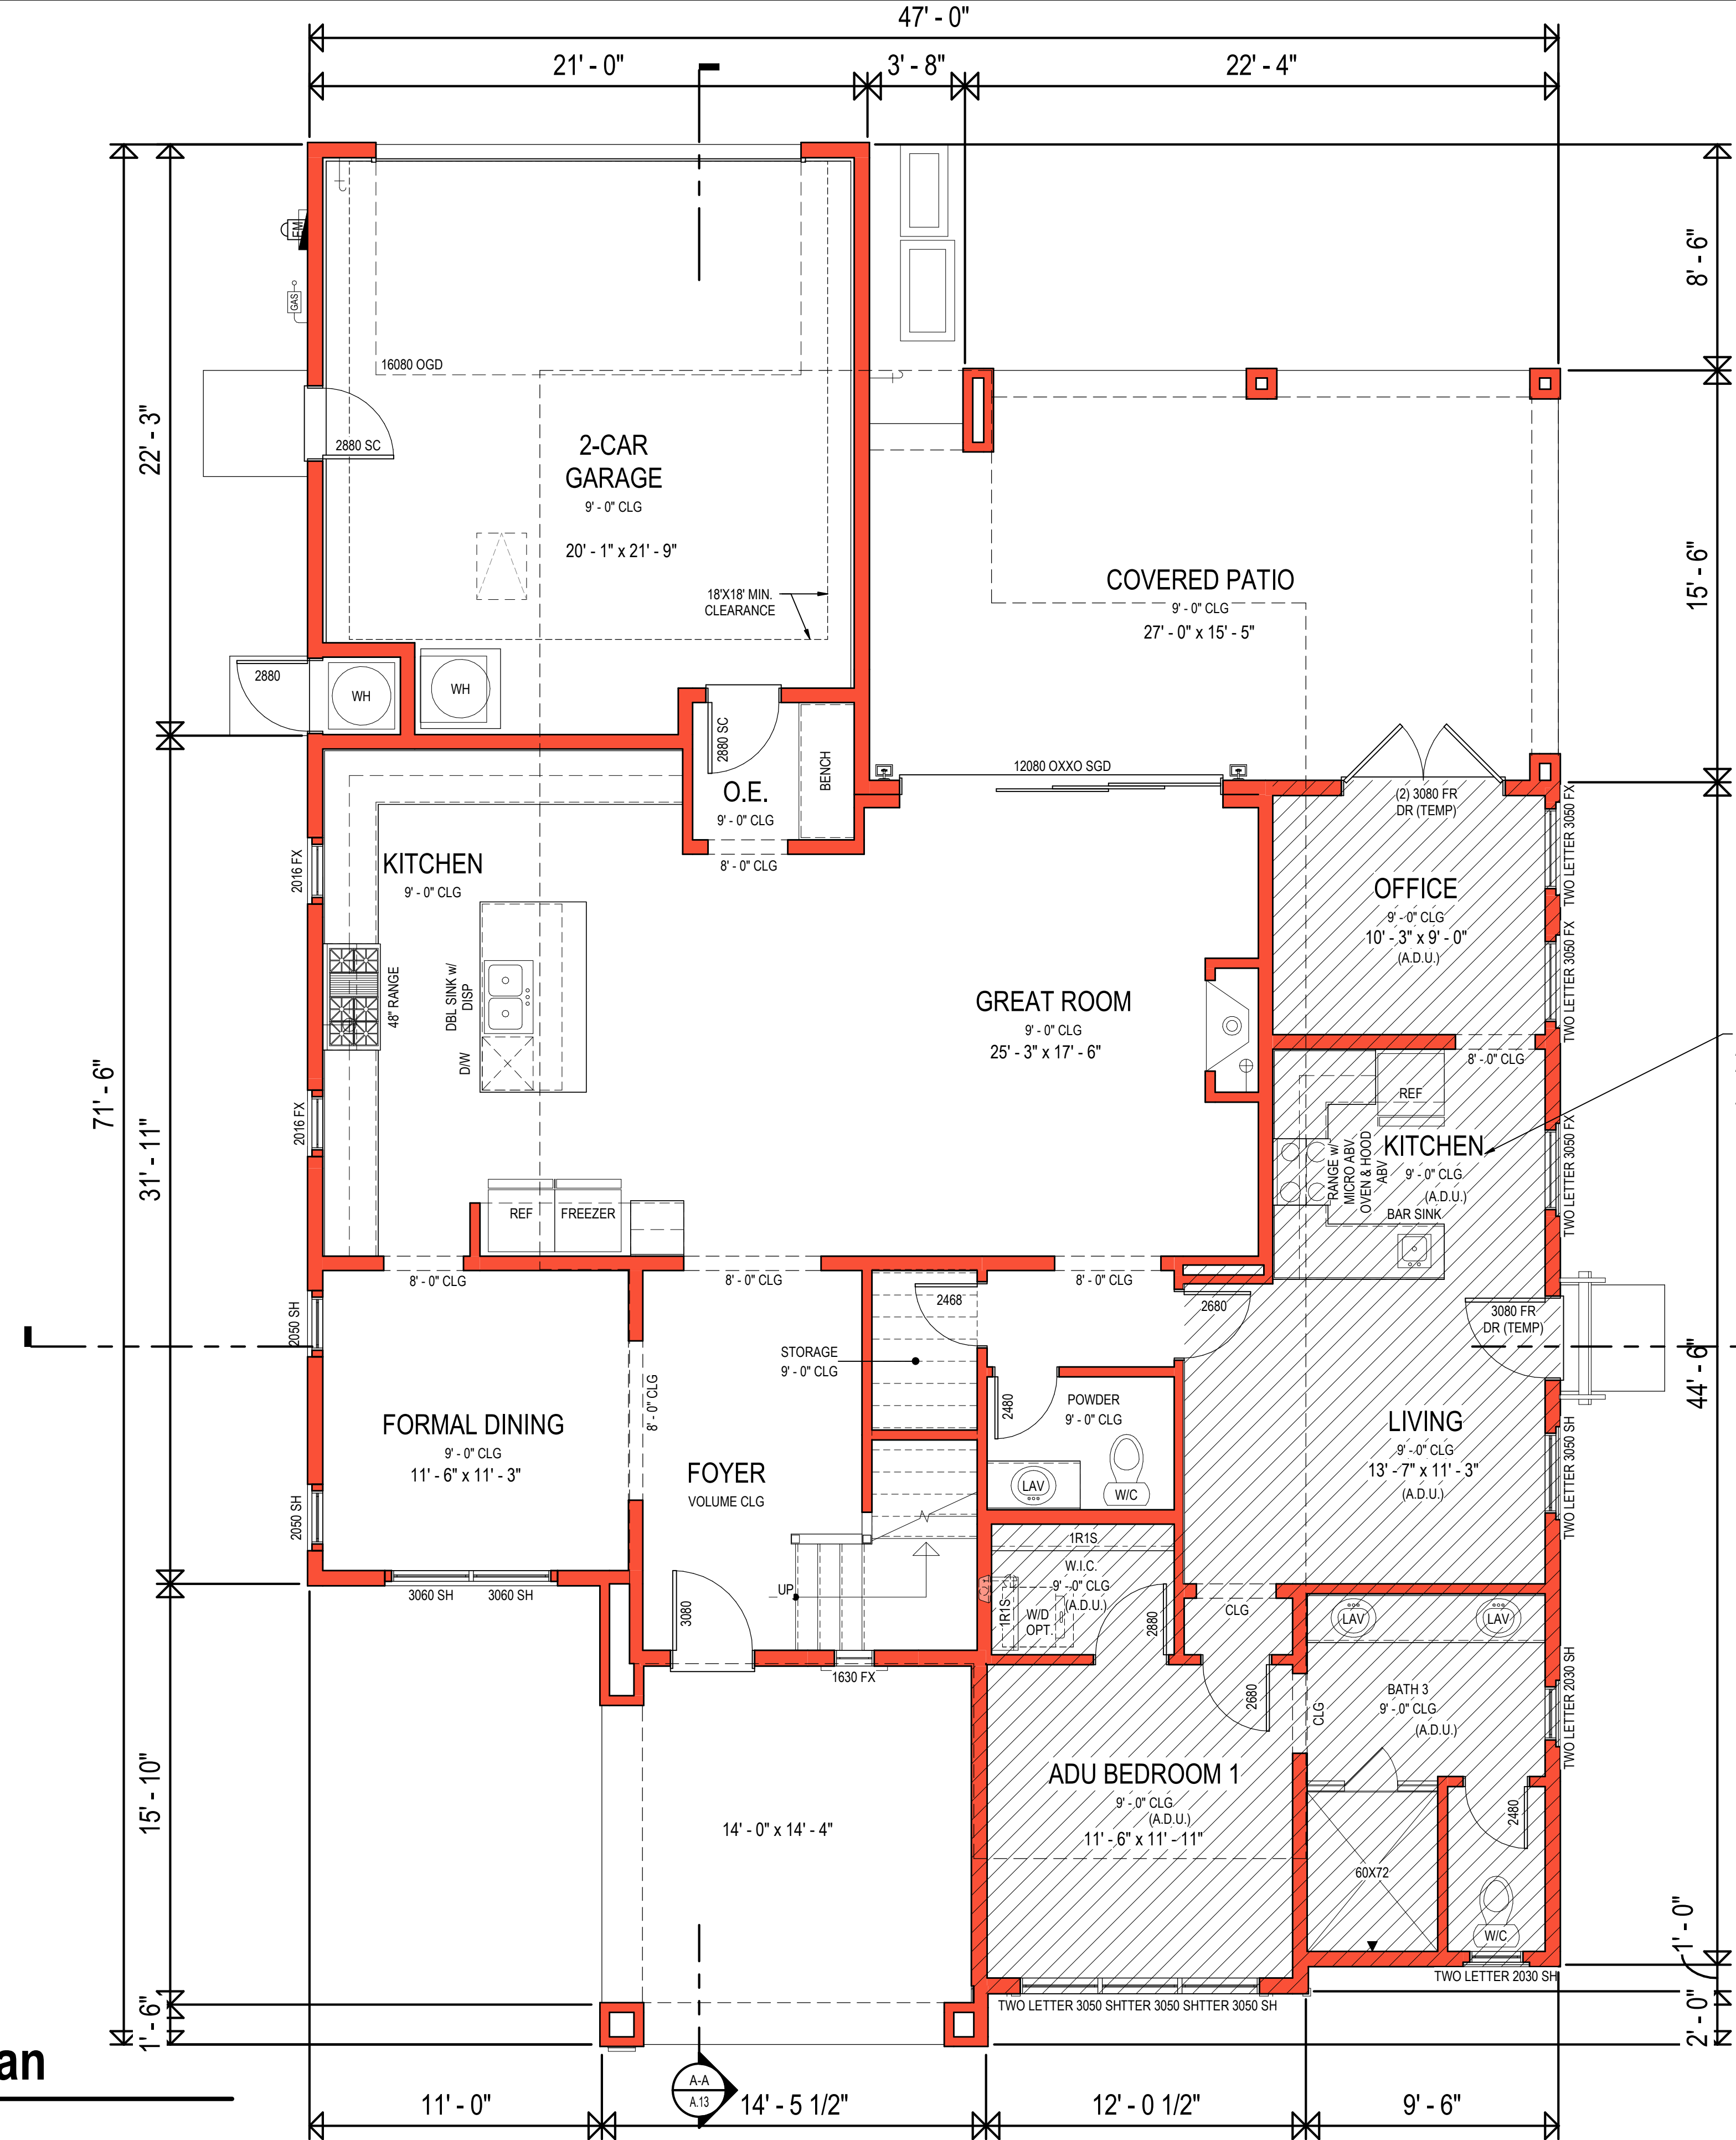 47' - 0"
21' - 0"
3' - 8"
22' - 4"
8' - 6"
EM
GAS
16080 OGD
22' - 3"
2880 SC
2-CAR
GARAGE
9' - 0" CLG
20' - 1" x 21' - 9"
18'X18' MIN.
CLEARANCE
COVERED PATIO
9' - 0" CLG
27' - 0" x 15' - 5"
15' - 6"
2880
WH
WH
2880 SC
BENCH
O.E.
9' - 0" CLG
8' - 0" CLG
12080 OXXO SGD
(2) 3080 FR
DR (TEMP)
TWO LETTER 3050 FX
2016 FX
KITCHEN
9' - 0" CLG
OFFICE
9' - 0" CLG
10' - 3" x 9' - 0"
(A.D.U.)
TWO LETTER 3050 FX
48" RANGE
DBL SINK w/
DISP
D/W
GREAT ROOM
9' - 0" CLG
25' - 3" x 17' - 6"
8' - 0" CLG
REF
71' - 6"
31' - 11"
2016 FX
RANGE w/
MICRO ABV
OVEN & HOOD
ABV
KITCHEN
9' - 0" CLG
(A.D.U.)
BAR SINK
TWO LETTER 3050 FX
REF
FREEZER
8' - 0" CLG
8' - 0" CLG
8' - 0" CLG
2468
2680
3080 FR
DR (TEMP)
2050 SH
STORAGE
9' - 0" CLG
44' - 6"
8' - 0" CLG
2480
POWDER
9' - 0" CLG
FORMAL DINING
9' - 0" CLG
11' - 6" x 11' - 3"
LIVING
9' - 0" CLG
13' - 7" x 11' - 3"
(A.D.U.)
TWO LETTER 3050 SH
FOYER
VOLUME CLG
LAV
W/C
2050 SH
1R1S
W.I.C.
9' - 0" CLG
(A.D.U.)
1R1S
W/D
OPT.
2880
UP
3060 SH
3060 SH
3080
CLG
LAV
LAV
1630 FX
2680
CLG
BATH 3
9' - 0" CLG
(A.D.U.)
TWO LETTER 2030 SH
15' - 10"
14' - 0" x 14' - 4"
ADU BEDROOM 1
9' - 0" CLG
(A.D.U.)
11' - 6" x 11' - 11"
2480
60X72
W/C
1' - 0"
TWO LETTER 2030 SH
TWO LETTER 3050 SHTTER 3050 SHTTER 3050 SH
1' - 6"
2' - 0"
an
A-A
A.13
11' - 0"
14' - 5 1/2"
12' - 0 1/2"
9' - 6"